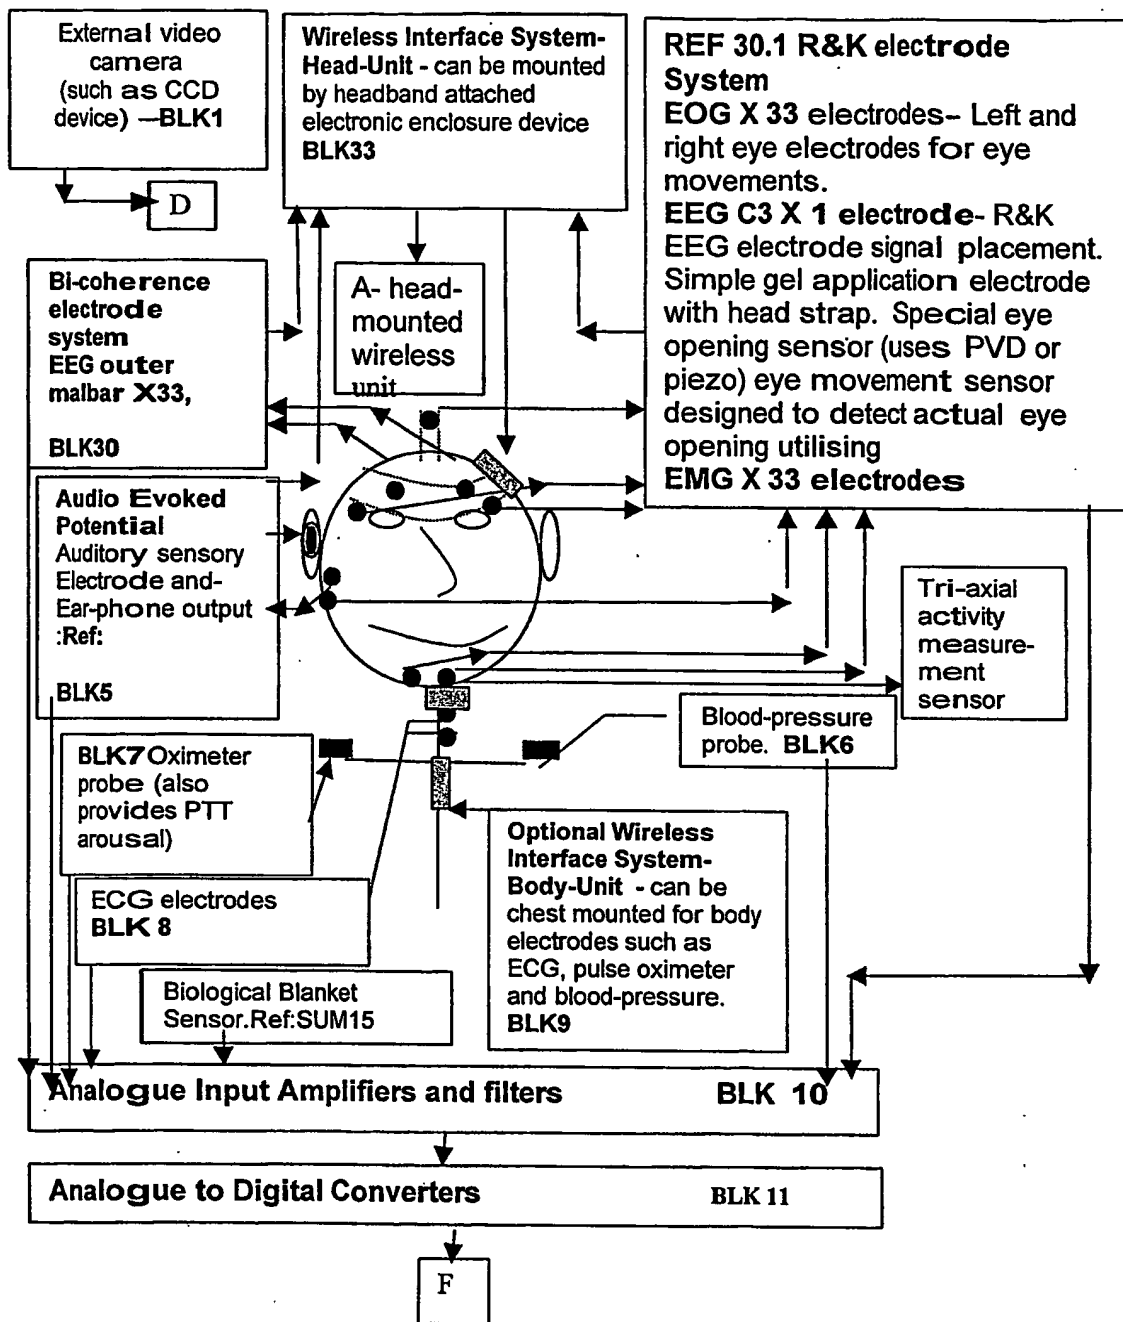 External video
camera
(such as CCD
device) —BLK1
D
Wireless Interface System-
Head-Unit - can be mounted
by headband attached
electronic enclosure device
BLK33
A- head-
mounted
wireless
unit
REF 30.1 R&K electrode
System
EOG X 33 electrodes– Left and
right eye electrodes for eye
movements.
EEG C3 X 1 electrode- R&K
EEG electrode signal placement.
Simple gel application electrode
with head strap. Special eye
opening sensor (uses PVD or
piezo) eye movement sensor
designed to detect actual eye
opening utilising
EMG X 33 electrodes
Bi-coherence
electrode
system
EEG outer
malbar X33,
BLK30
Audio Evoked
Potential
Auditory sensory
Electrode and-
Ear-phone output
:Ref:
BLK5
Tri-axial
activity
measure-
ment
sensor
Blood-pressure
probe. BLK6
BLK7 Oximeter
probe (also
provides PTT
arousal)
ECG electrodes
BLK 8
Optional Wireless
Interface System-
Body-Unit - can be
chest mounted for body
electrodes such as
ECG, pulse oximeter
and blood-pressure.
BLK9
Biological Blanket
Sensor.Ref:SUM15
Analogue Input Amplifiers and filters BLK 10
Analogue to Digital Converters BLK 11
F